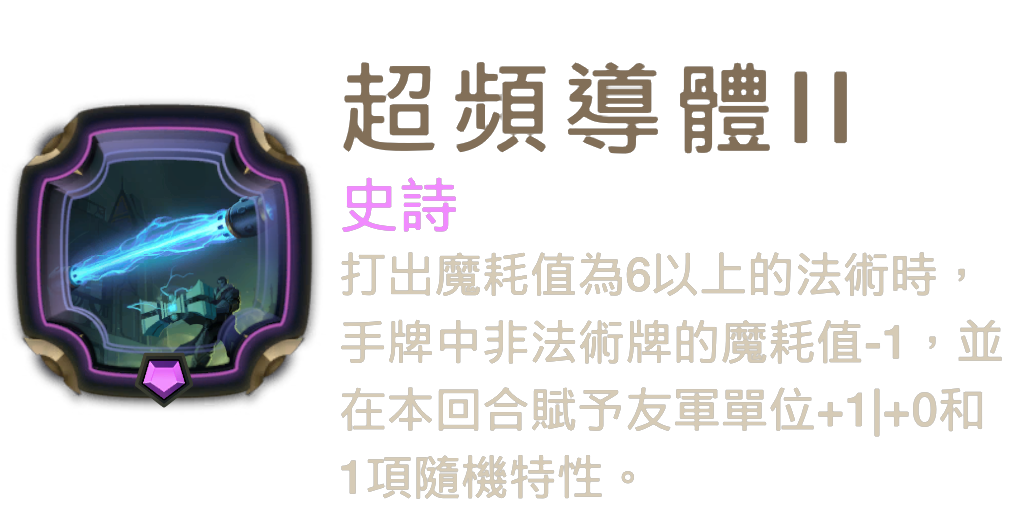 超頻導體II
史詩
打出魔耗值為6以上的法術時，
手牌中非法術牌的魔耗值-1，並
在本回合賦予友軍單位+1|+0和
1項隨機特性。